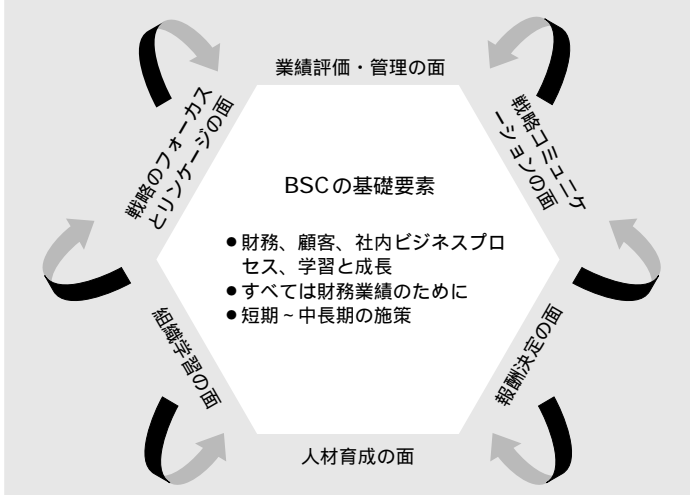 業績評価・管理の面
戦略のフォーカス
とリンケージの面
戦略コミュニケ
ーションの面
BSCの基礎要素
●財務、顧客、社内ビジネスプロ
セス、学習と成長
●すべては財務業績のために
●短期~中長期の施策
組織学習の面
報酬決定の面
人材育成の面